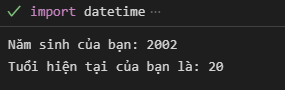 import datetime ...
Năm sinh của bạn: 2002
Tuổi hiện tại của bạn là: 20